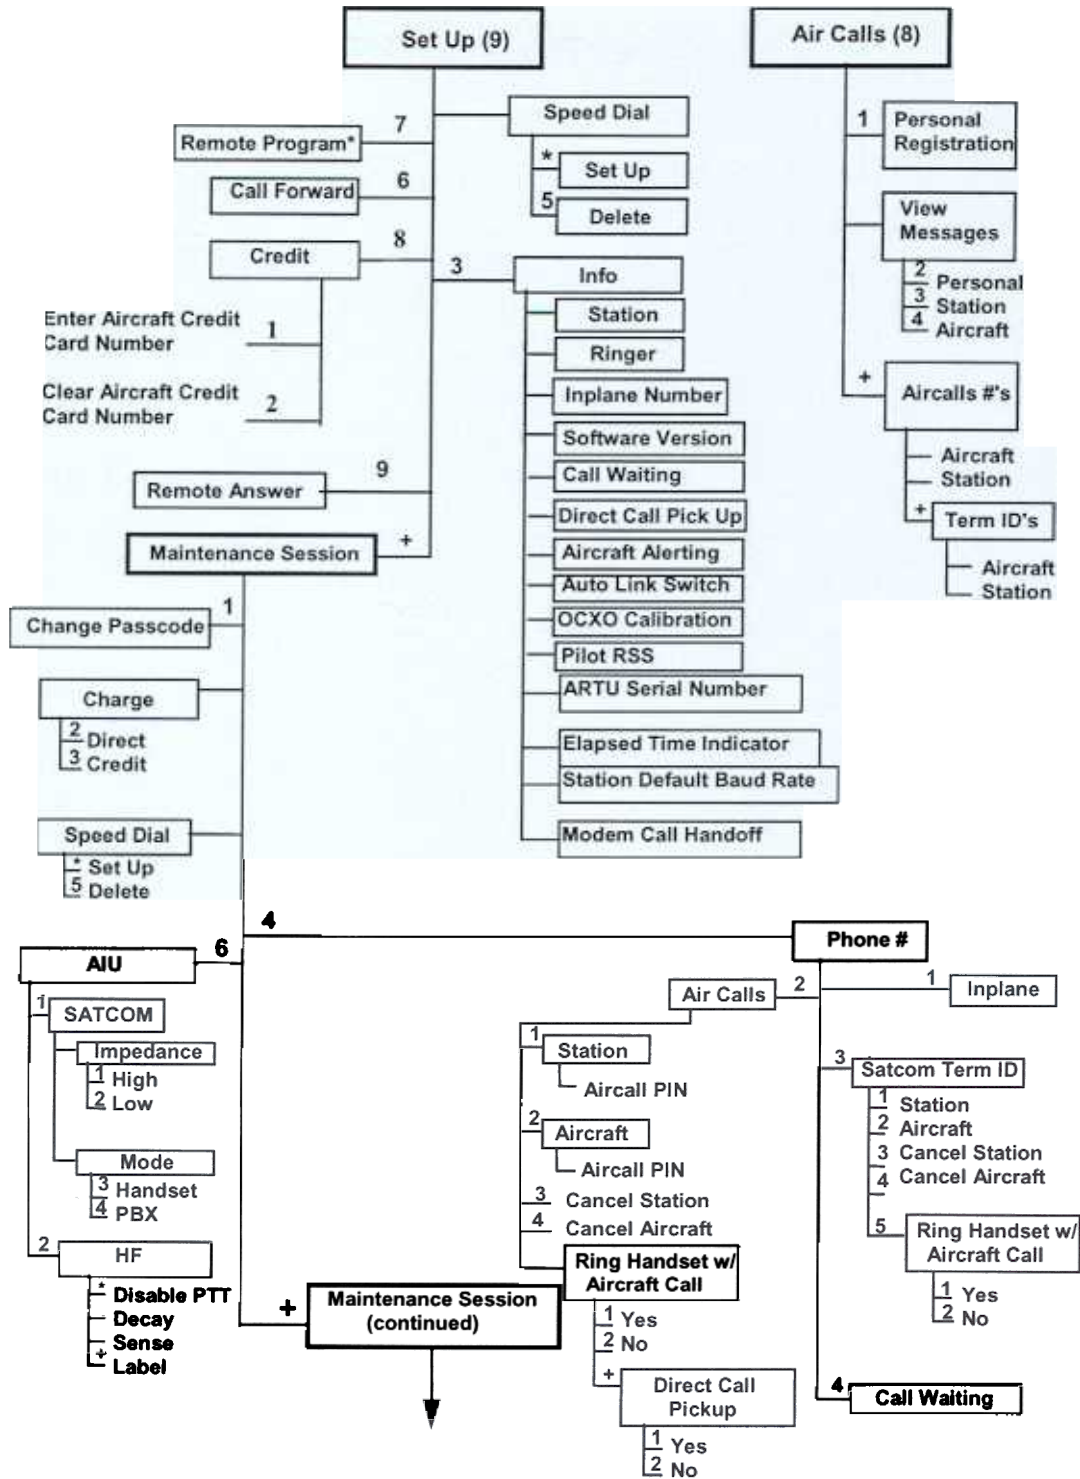 Set Up (9)
Air Calls (8)
Speed Dial
*
Set Up
5
Delete
7
Remote Program*
6
Call Forward
8
Credit
Enter Aircraft Credit
Card Number
1
Clear Aircraft Credit
Card Number
2
3
Info
Station
Ringer
Inplane Number
Software Version
Call Waiting
Direct Call Pick Up
Aircraft Alerting
Auto Link Switch
OCXO Calibration
Pilot RSS
ARTU Serial Number
Elapsed Time Indicator
Station Default Baud Rate
Modem Call Handoff
1
Personal
Registration
View
Messages
2
Personal
3
Station
4
Aircraft
+
Aircalls #'s
Aircraft
Station
+
Term ID's
Aircraft
Station
9
Remote Answer
+
Maintenance Session
1
Change Passcode
Charge
2 Direct
3 Credit
Speed Dial
* Set Up
5 Delete
4
Phone #
6
AIU
1
SATCOM
Impedance
1 High
2 Low
Mode
3 Handset
4 PBX
2
HF
* Disable PTT
Decay
Sense
+ Label
+
Maintenance Session
(continued)
2
Air Calls
1
Station
Aircall PIN
2
Aircraft
Aircall PIN
3 Cancel Station
4 Cancel Aircraft
Ring Handset w/
Aircraft Call
1 Yes
2 No
+
Direct Call
Pickup
1 Yes
2 No
1
Inplane
3
Satcom Term ID
1 Station
2 Aircraft
3 Cancel Station
4 Cancel Aircraft
5
Ring Handset w/
Aircraft Call
1 Yes
2 No
4
Call Waiting